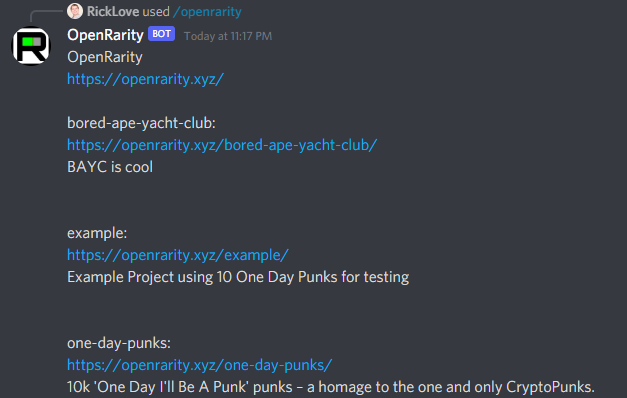 RickLove used /openrarity
OpenRarity BOT Today at 11:17 PM
OpenRarity
https://openrarity.xyz/
bored-ape-yacht-club:
https://openrarity.xyz/bored-ape-yacht-club/
BAYC is cool
example:
https://openrarity.xyz/example/
Example Project using 10 One Day Punks for testing
one-day-punks:
https://openrarity.xyz/one-day-punks/
10k 'One Day I'll Be A Punk' punks – a homage to the one and only CryptoPunks.